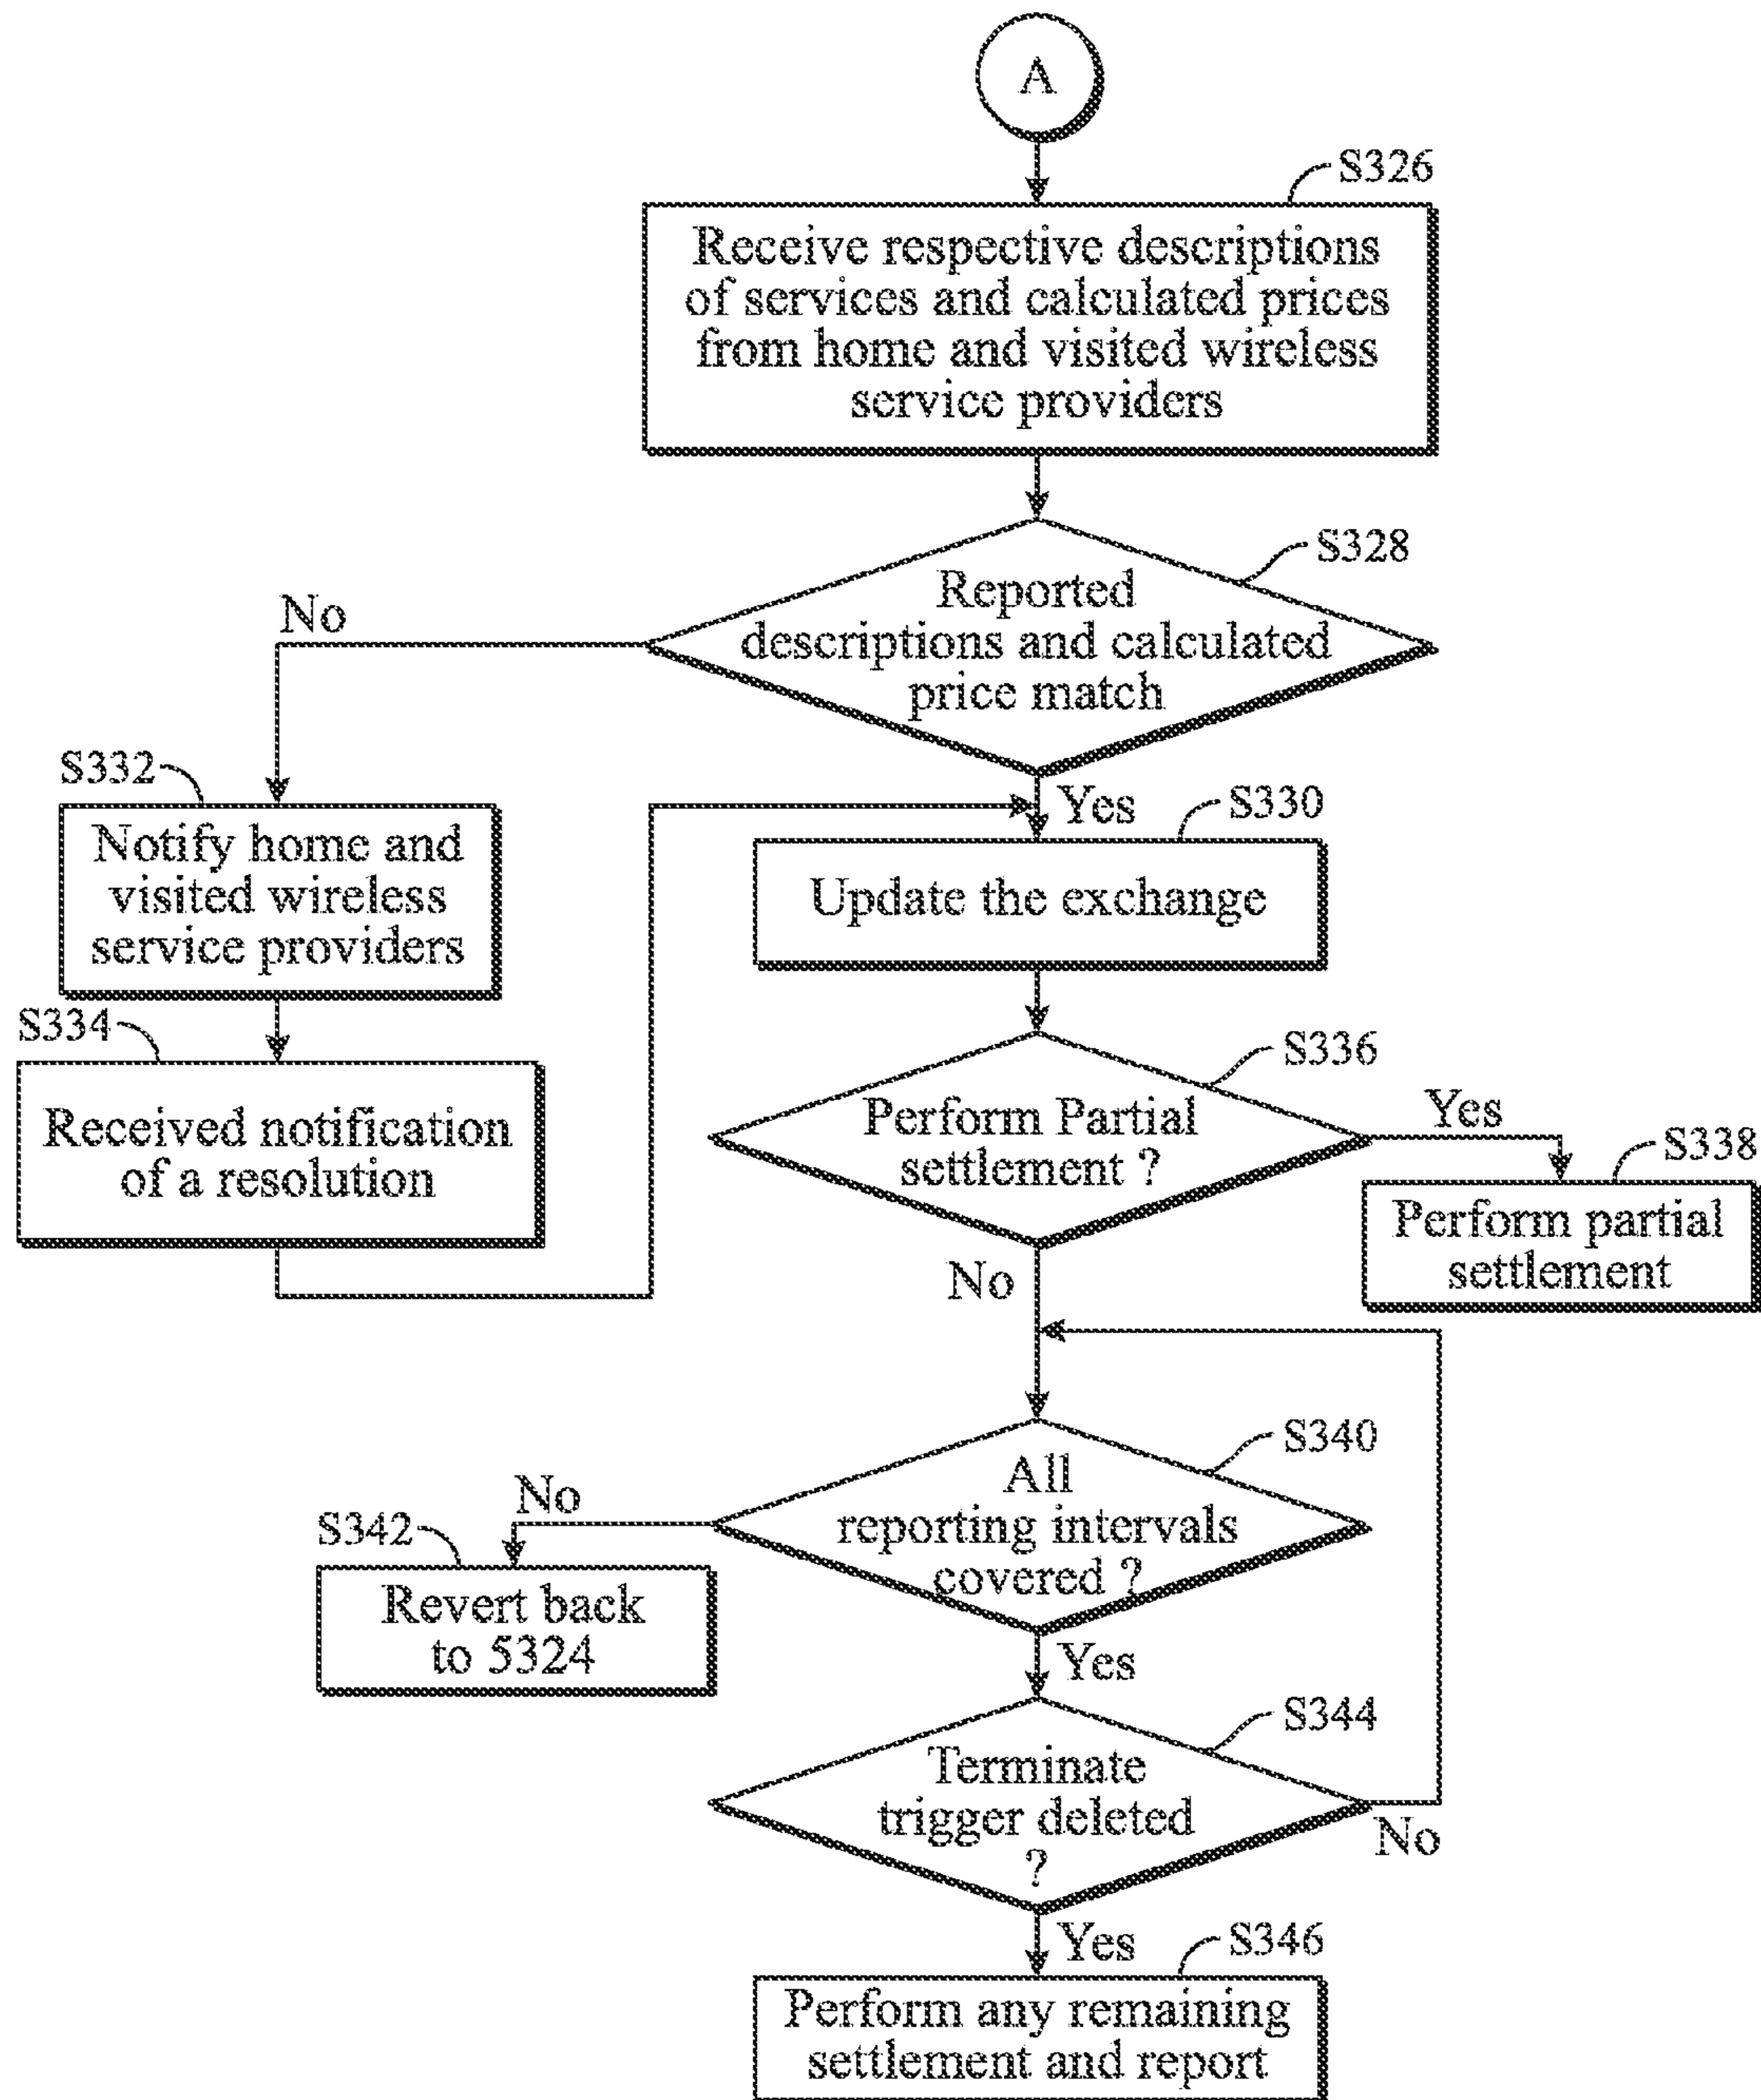 A
S326
Receive respective descriptions
of services and calculated prices
from home and visited wireless
service providers
S328
Reported
descriptions and calculated
price match
No
Yes
S332
Notify home and
visited wireless
service providers
S330
Update the exchange
S334
Received notification
of a resolution
S336
Perform Partial
settlement ?
Yes
S338
Perform partial
settlement
No
S340
All
reporting intervals
covered ?
No
S342
Revert back
to 5324
Yes
S344
Terminate
trigger deleted
?
No
Yes
S346
Perform any remaining
settlement and report